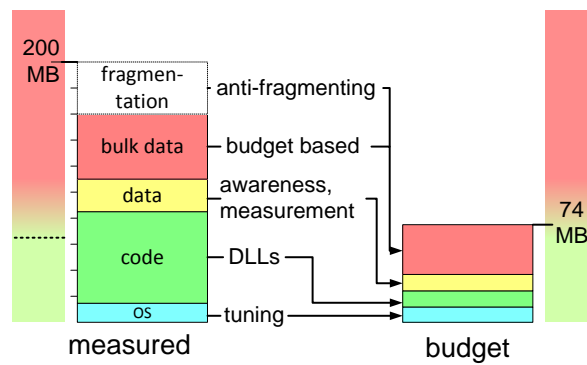 200
MB
fragmen-
tation
anti-fragmenting
bulk data
budget based
data
awareness,
measurement
74
MB
code
DLLs
OS
tuning
measured
budget